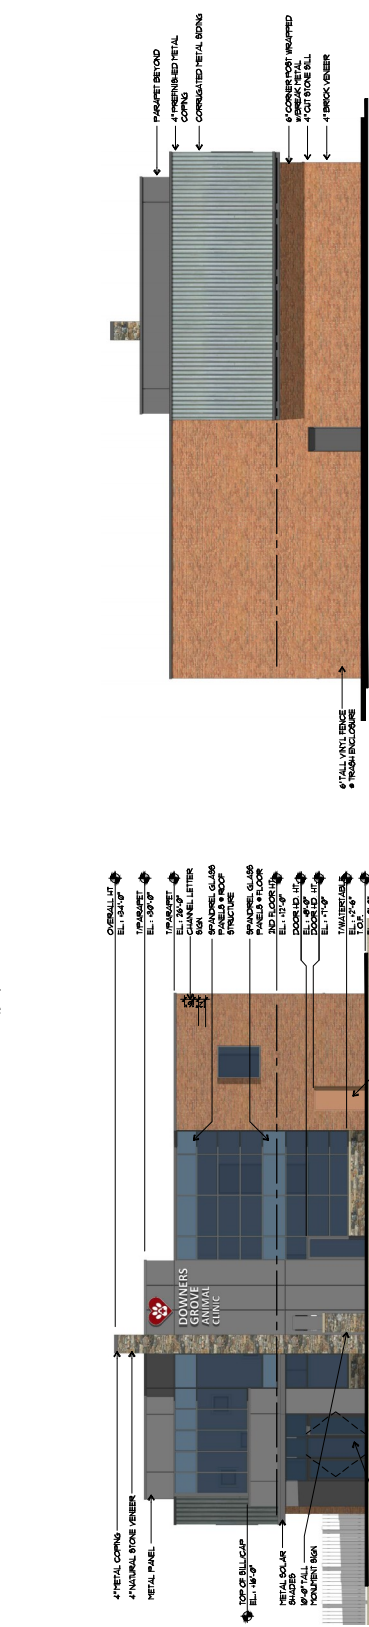 PARAPET BEYOND
4" PREFINISHED METAL
COPING
CORRUGATED METAL SIDING
6" CORNER POST WRAPPED
W/BREAK METAL
4" CUT STONE SILL
4" BRICK VENEER
6' TALL VINYL FENCE
@ TRASH ENCLOSURE
OVERALL HT.
EL.: +34'-0"
T/PARAPET
EL.: +30'-0"
T/PARAPET
EL.: 26'-0"
CHANNEL LETTER
SIGN
SPANDREL GLASS
PANELS @ ROOF
STRUCTURE
SPANDREL GLASS
PANELS @ FLOOR
2ND FLOOR HT.
EL.: +12'-0"
DOOR HD. HT.
EL.: +8'-0"
DOOR HD. HT.
EL.: +7'-0"
T/WATERTABLE
EL.: +2'-6"
T.O.F.
DOWNERS
GROVE
ANIMAL
CLINIC
4" METAL COPING
4" NATURAL STONE VENEER
METAL PANEL
TOP OF SILL/CAP
EL.: +16'-0"
METAL SOLAR
SHADES
10'-0" TALL
MONUMENT SIGN